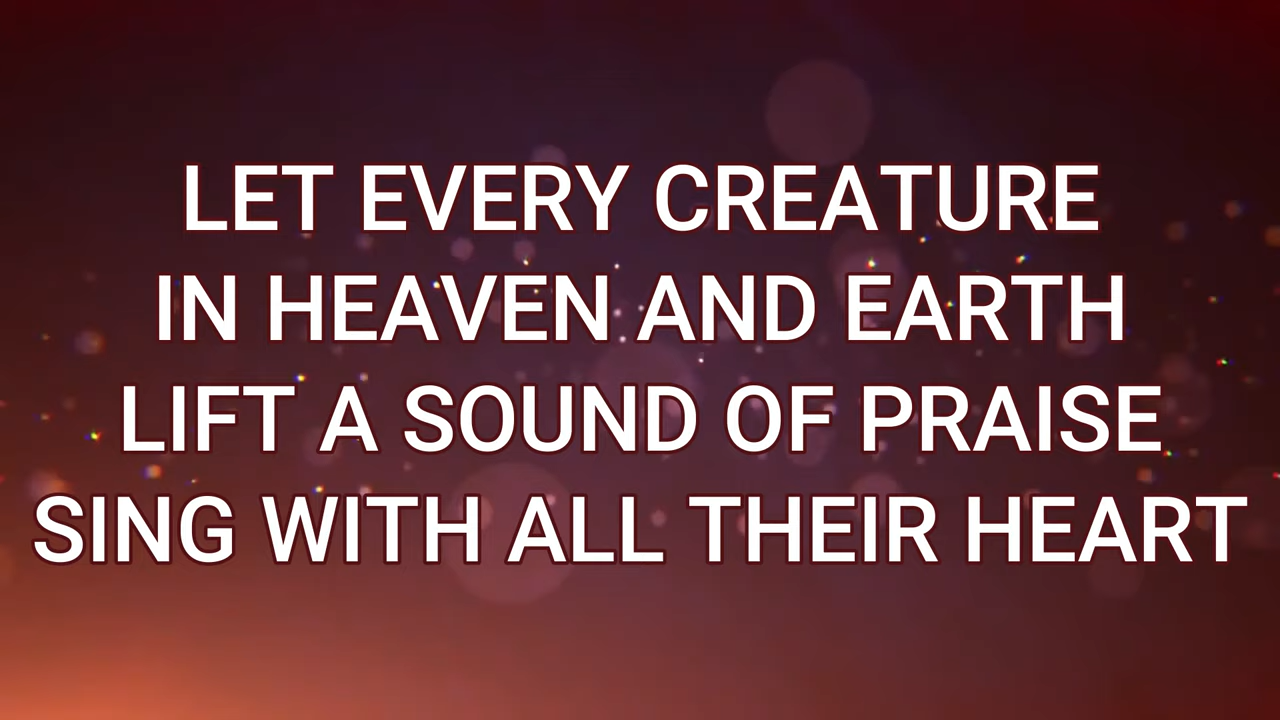 LET EVERY CREATURE
IN HEAVEN AND EARTH
LIFT A SOUND OF PRAISE
SING WITH ALL THEIR HEART